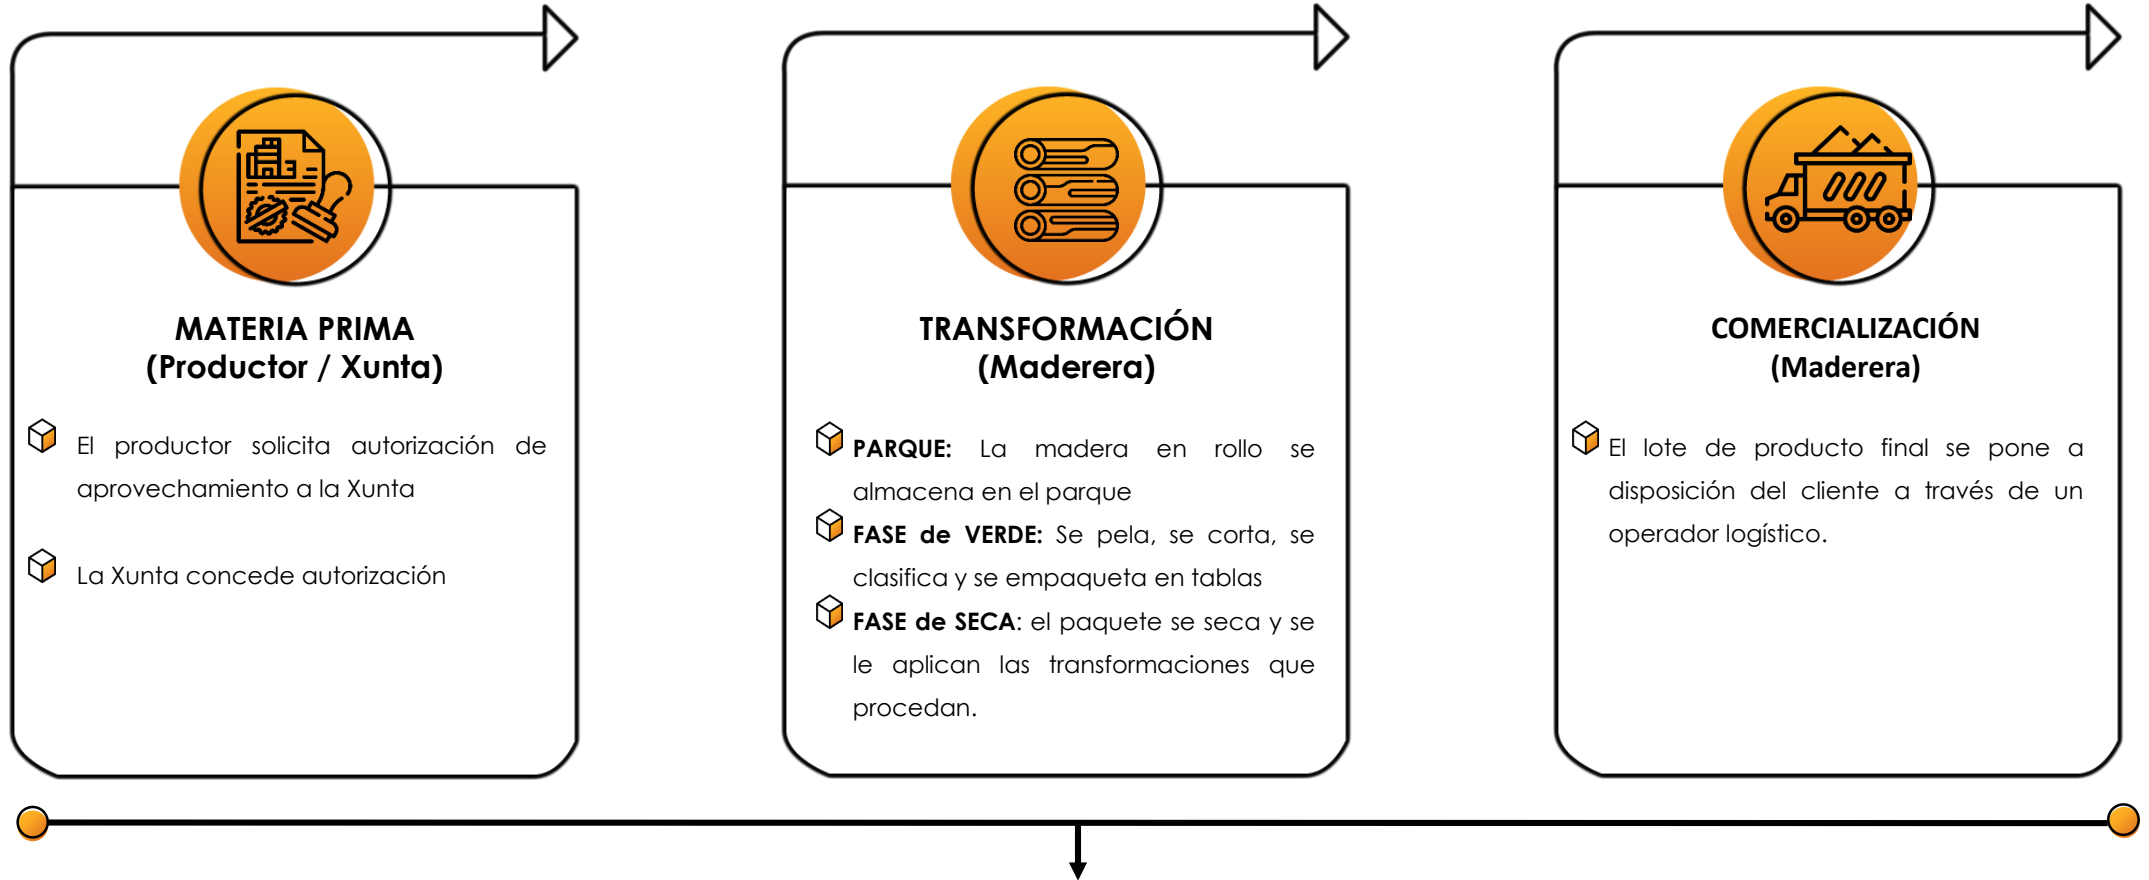 MATERIA PRIMA
(Productor / Xunta)
El productor solicita autorización de
aprovechamiento a la Xunta
La Xunta concede autorización
TRANSFORMACIÓN
(Maderera)
PARQUE: La madera en rollo se
almacena en el parque
FASE de VERDE: Se pela, se corta, se
clasifica y se empaqueta en tablas
FASE de SECA: el paquete se seca y se
le aplican las transformaciones que
procedan.
COMERCIALIZACIÓN
(Maderera)
El lote de producto final se pone a
disposición del cliente a través de un
operador logístico.